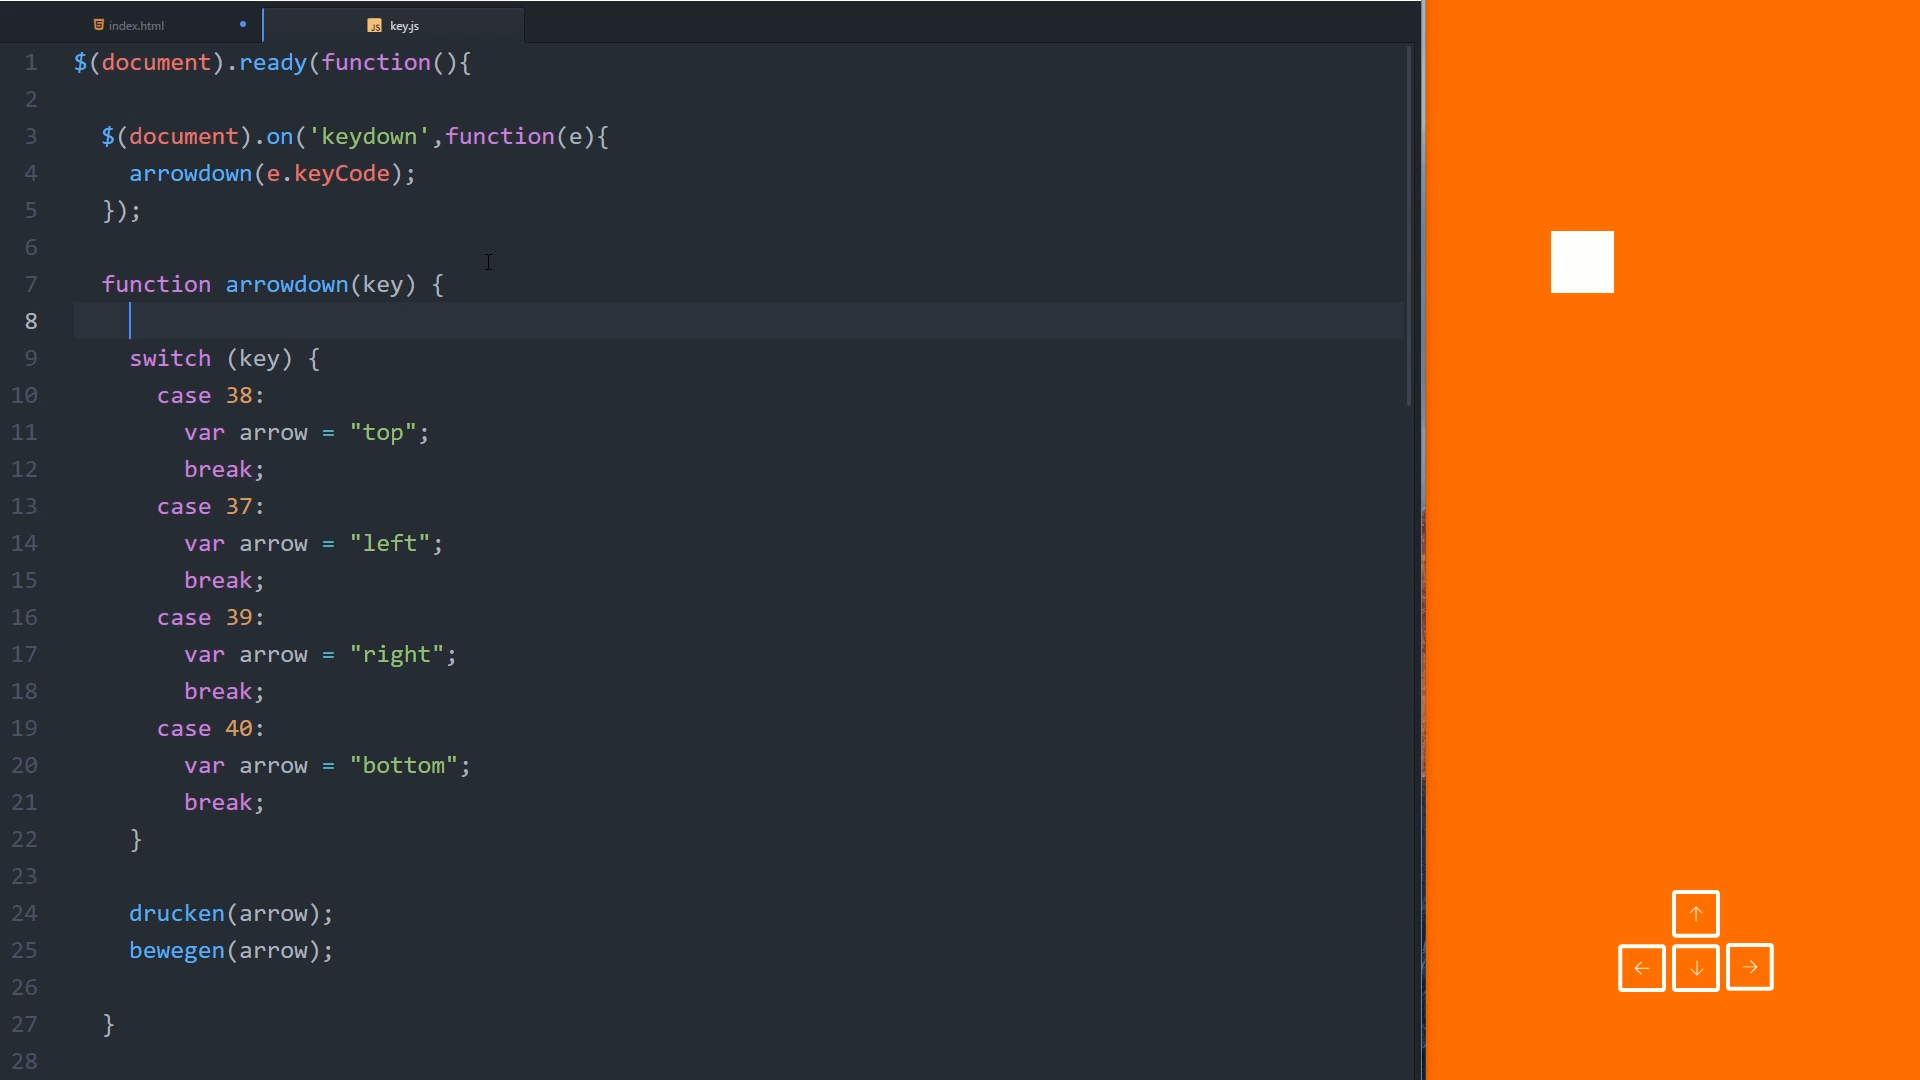 index.html
key.js
1 $(document).ready(function(){
2
3 $(document).on('keydown',function(e){
4 arrowdown(e.keyCode);
5 });
6
7 function arrowdown(key) {
8
9 switch (key) {
10 case 38:
11 var arrow = "top";
12 break;
13 case 37:
14 var arrow = "left";
15 break;
16 case 39:
17 var arrow = "right";
18 break;
19 case 40:
20 var arrow = "bottom";
21 break;
22 }
23
24 drucken(arrow);
25 bewegen(arrow);
26
27 }
28
↑
← ↓ →